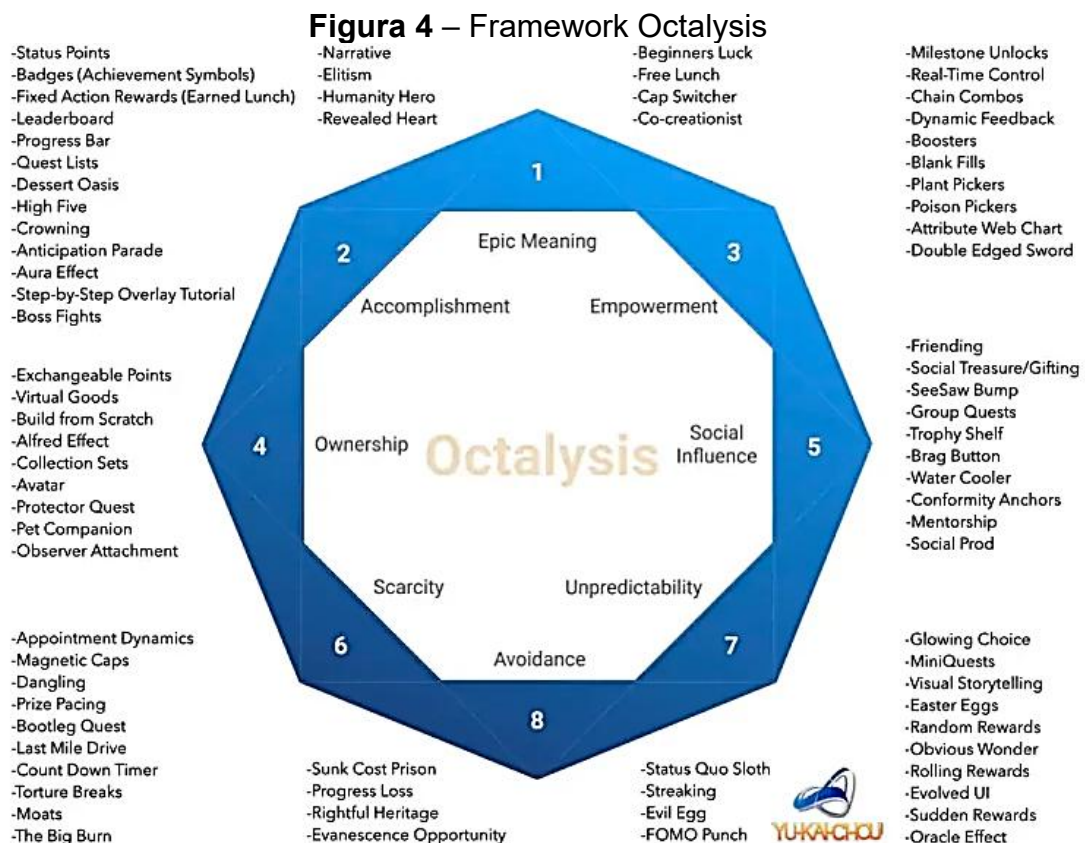 Figura 4 – Framework Octalysis
-Status Points
-Badges (Achievement Symbols)
-Fixed Action Rewards (Earned Lunch)
-Leaderboard
-Progress Bar
-Quest Lists
-Dessert Oasis
-High Five
-Crowning
-Anticipation Parade
-Aura Effect
-Step-by-Step Overlay Tutorial
-Boss Fights
-Narrative
-Elitism
-Humanity Hero
-Revealed Heart
-Beginners Luck
-Free Lunch
-Cap Switcher
-Co-creationist
-Milestone Unlocks
-Real-Time Control
-Chain Combos
-Dynamic Feedback
-Boosters
-Blank Fills
-Plant Pickers
-Poison Pickers
-Attribute Web Chart
-Double Edged Sword
1
Epic Meaning
2
Accomplishment
3
Empowerment
-Exchangeable Points
-Virtual Goods
-Build from Scratch
-Alfred Effect
-Collection Sets
-Avatar
-Protector Quest
-Pet Companion
-Observer Attachment
4
Ownership
Octalysis
Social
Influence
5
-Friending
-Social Treasure/Gifting
-SeeSaw Bump
-Group Quests
-Trophy Shelf
-Brag Button
-Water Cooler
-Conformity Anchors
-Mentorship
-Social Prod
Scarcity
6
Unpredictability
7
Avoidance
8
-Appointment Dynamics
-Magnetic Caps
-Dangling
-Prize Pacing
-Bootleg Quest
-Last Mile Drive
-Count Down Timer
-Torture Breaks
-Moats
-The Big Burn
-Sunk Cost Prison
-Progress Loss
-Rightful Heritage
-Evanescence Opportunity
-Status Quo Sloth
-Streaking
-Evil Egg
-FOMO Punch
YU-KAI CHOU
-Glowing Choice
-MiniQuests
-Visual Storytelling
-Easter Eggs
-Random Rewards
-Obvious Wonder
-Rolling Rewards
-Evolved UI
-Sudden Rewards
-Oracle Effect